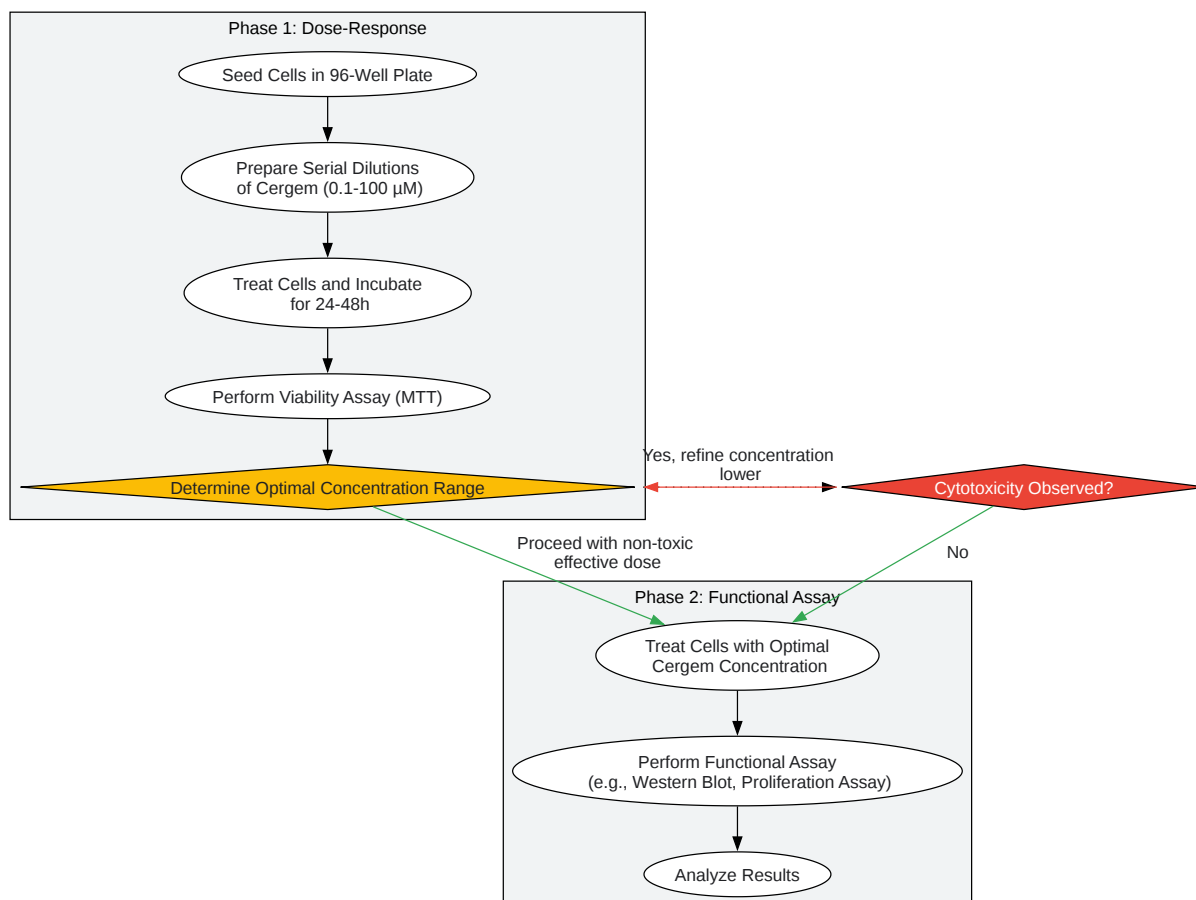 Phase 1: Dose-Response
Seed Cells in 96-Well Plate
Prepare Serial Dilutions
of Cergem (0.1-100 µM)
Treat Cells and Incubate
for 24-48h
Perform Viability Assay (MTT)
Determine Optimal Concentration Range
Yes, refine concentration
lower
Cytotoxicity Observed?
Proceed with non-toxic
effective dose
No
Phase 2: Functional Assay
Treat Cells with Optimal
Cergem Concentration
Perform Functional Assay
(e.g., Western Blot, Proliferation Assay)
Analyze Results